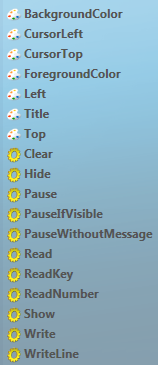 BackgroundColor
CursorLeft
CursorTop
ForegroundColor
Left
Title
Top
Clear
Hide
Pause
PauseIfVisible
PauseWithoutMessage
Read
ReadKey
ReadNumber
Show
Write
WriteLine